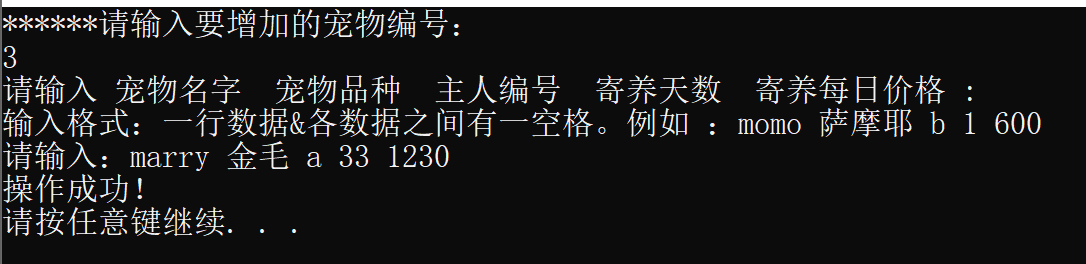 ******请输入要增加的宠物编号：
3
请输入 宠物名字  宠物品种  主人编号  寄养天数  寄养每日价格 ：
输入格式：一行数据&各数据之间有一空格。例如 ：momo 萨摩耶 b 1 600
请输入：marry 金毛 a 33 1230
操作成功！
请按任意键继续. . .